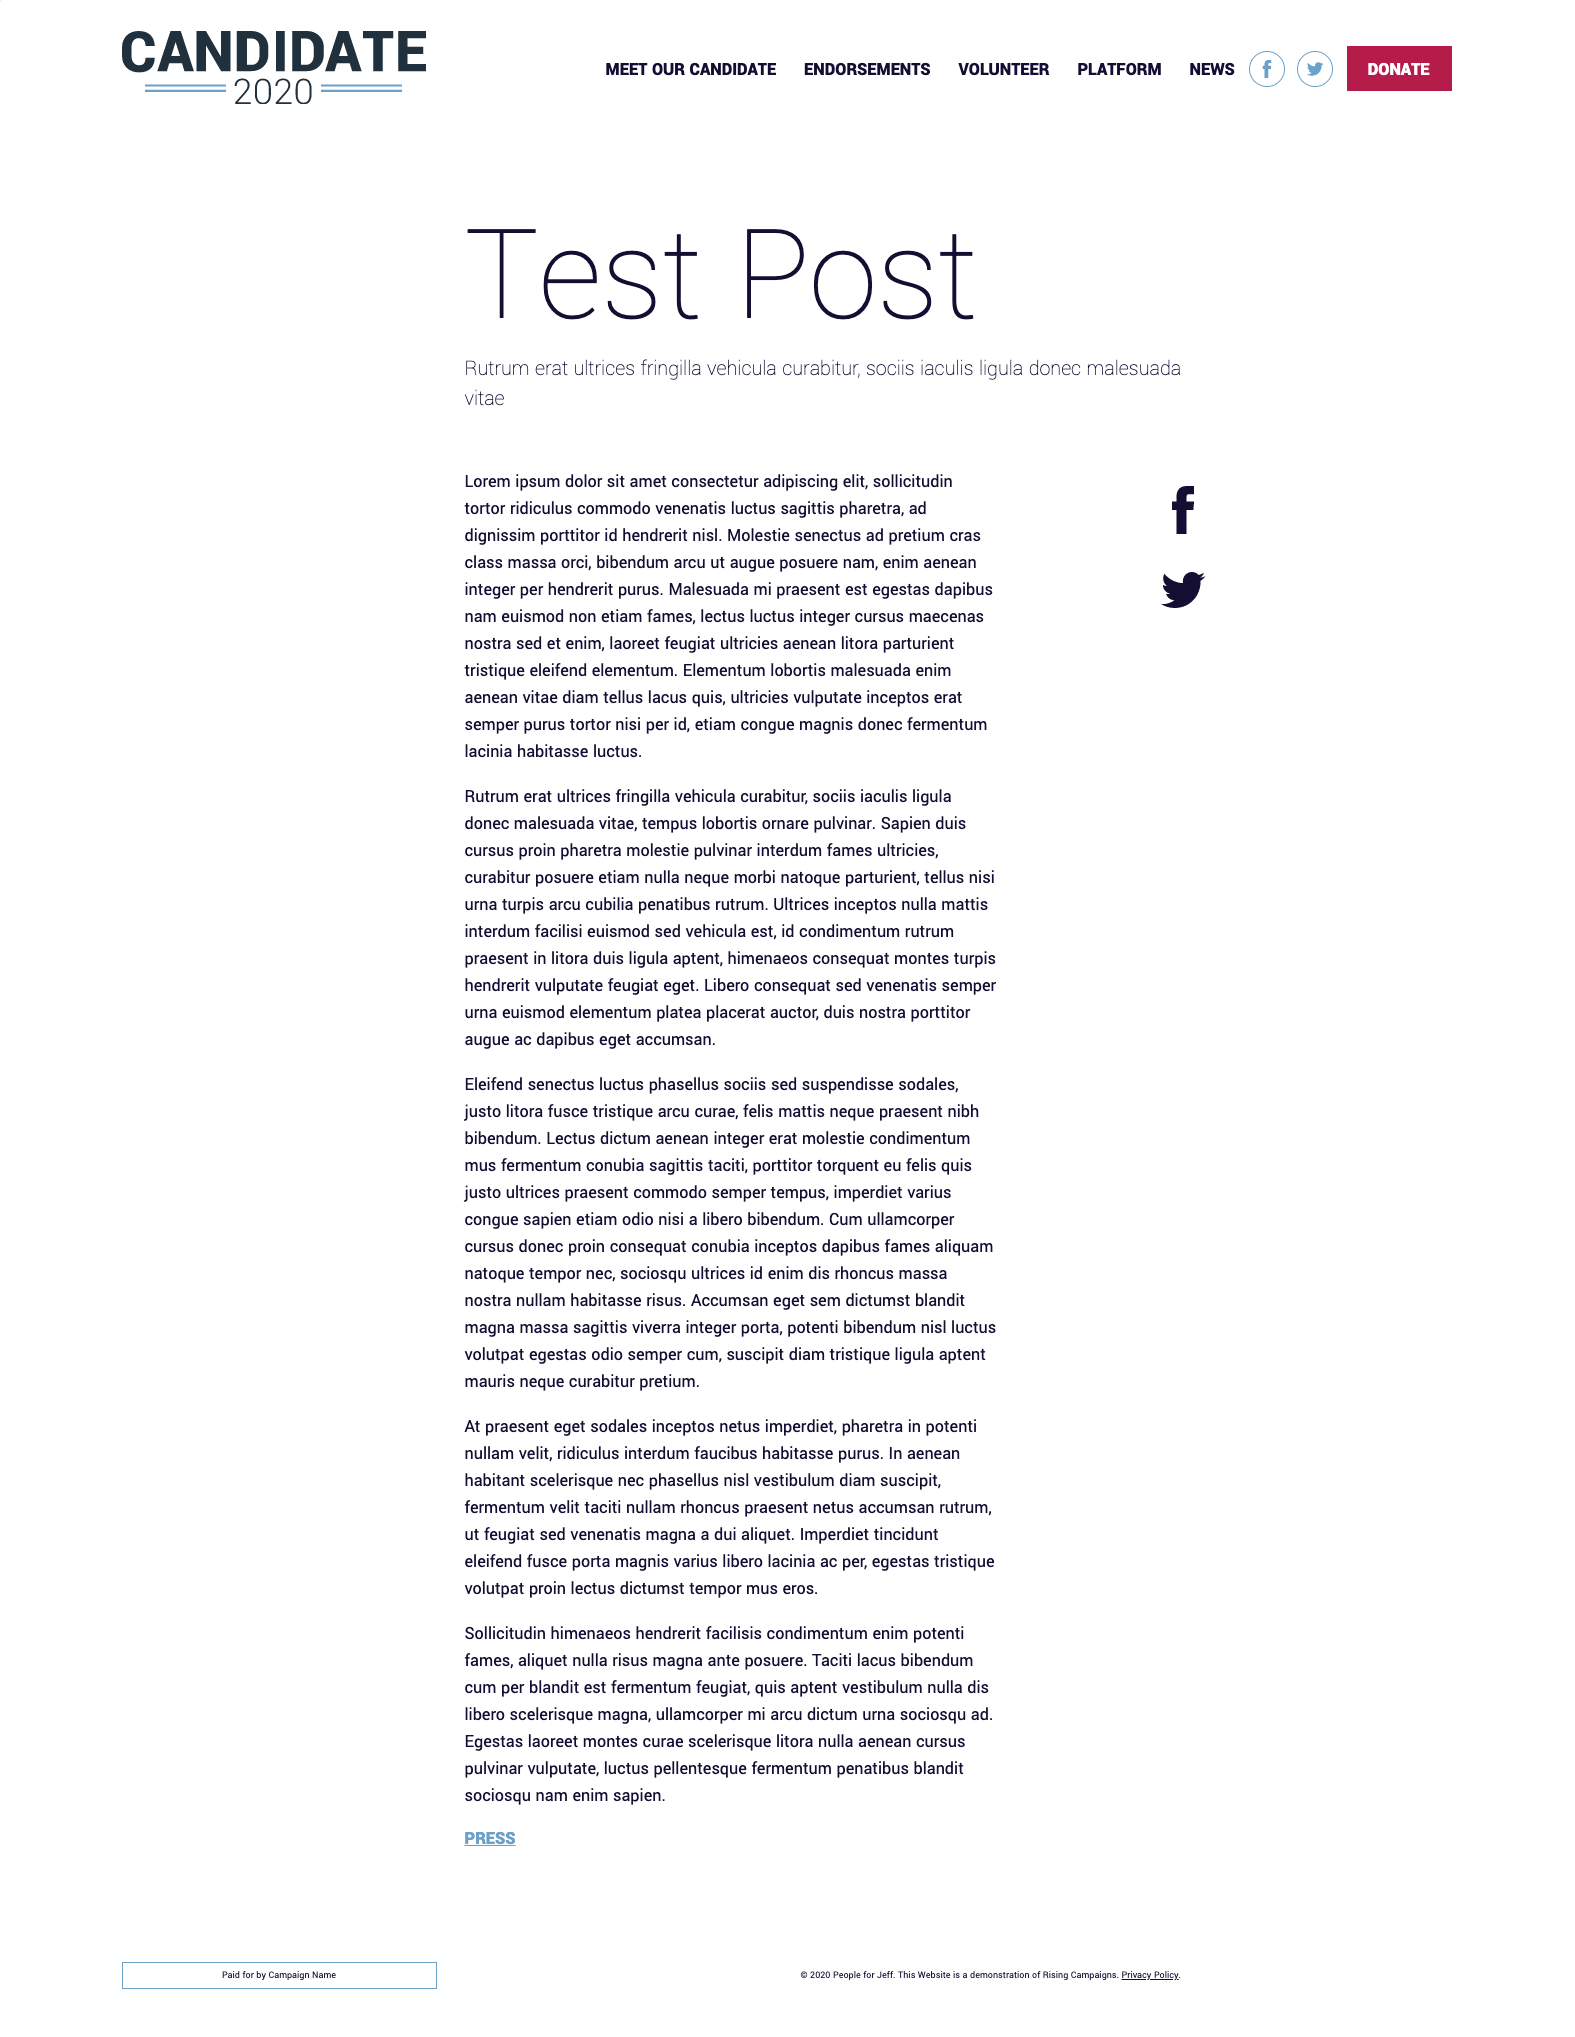 CANDIDATE
2020
MEET OUR CANDIDATE ENDORSEMENTS VOLUNTEER PLATFORM NEWS DONATE
Test Post
Rutrum erat ultrices fringilla vehicula curabitur, sociis iaculis ligula donec malesuada
vitae
Lorem ipsum dolor sit amet consectetur adipiscing elit, sollicitudin
tortor ridiculus commodo venenatis luctus sagittis pharetra, ad
dignissim porttitor id hendrerit nisl. Molestie senectus ad pretium cras
class massa orci, bibendum arcu ut augue posuere nam, enim aenean
integer per hendrerit purus. Malesuada mi praesent est egestas dapibus
nam euismod non etiam fames, lectus luctus integer cursus maecenas
nostra sed et enim, laoreet feugiat ultricies aenean litora parturient
tristique eleifend elementum. Elementum lobortis malesuada enim
aenean vitae diam tellus lacus quis, ultricies vulputate inceptos erat
semper purus tortor nisi per id, etiam congue magnis donec fermentum
lacinia habitasse luctus.
Rutrum erat ultrices fringilla vehicula curabitur, sociis iaculis ligula
donec malesuada vitae, tempus lobortis ornare pulvinar. Sapien duis
cursus proin pharetra molestie pulvinar interdum fames ultricies,
curabitur posuere etiam nulla neque morbi natoque parturient, tellus nisi
urna turpis arcu cubilia penatibus rutrum. Ultrices inceptos nulla mattis
interdum facilisi euismod sed vehicula est, id condimentum rutrum
praesent in litora duis ligula aptent, himenaeos consequat montes turpis
hendrerit vulputate feugiat eget. Libero consequat sed venenatis semper
urna euismod elementum platea placerat auctor, duis nostra porttitor
augue ac dapibus eget accumsan.
Eleifend senectus luctus phasellus sociis sed suspendisse sodales,
justo litora fusce tristique arcu curae, felis mattis neque praesent nibh
bibendum. Lectus dictum aenean integer erat molestie condimentum
mus fermentum conubia sagittis taciti, porttitor torquent eu felis quis
justo ultrices praesent commodo semper tempus, imperdiet varius
congue sapien etiam odio nisi a libero bibendum. Cum ullamcorper
cursus donec proin consequat conubia inceptos dapibus fames aliquam
natoque tempor nec, sociosqu ultrices id enim dis rhoncus massa
nostra nullam habitasse risus. Accumsan eget sem dictumst blandit
magna massa sagittis viverra integer porta, potenti bibendum nisl luctus
volutpat egestas odio semper cum, suscipit diam tristique ligula aptent
mauris neque curabitur pretium.
At praesent eget sodales inceptos netus imperdiet, pharetra in potenti
nullam velit, ridiculus interdum faucibus habitasse purus. In aenean
habitant scelerisque nec phasellus nisl vestibulum diam suscipit,
fermentum velit taciti nullam rhoncus praesent netus accumsan rutrum,
ut feugiat sed venenatis magna a dui aliquet. Imperdiet tincidunt
eleifend fusce porta magnis varius libero lacinia ac per, egestas tristique
volutpat proin lectus dictumst tempor mus eros.
Sollicitudin himenaeos hendrerit facilisis condimentum enim potenti
fames, aliquet nulla risus magna ante posuere. Taciti lacus bibendum
cum per blandit est fermentum feugiat, quis aptent vestibulum nulla dis
libero scelerisque magna, ullamcorper mi arcu dictum urna sociosqu ad.
Egestas laoreet montes curae scelerisque litora nulla aenean cursus
pulvinar vulputate, luctus pellentesque fermentum penatibus blandit
sociosqu nam enim sapien.
PRESS
Paid for by Campaign Name
© 2020 People for Jeff. This Website is a demonstration of Rising Campaigns. Privacy Policy.